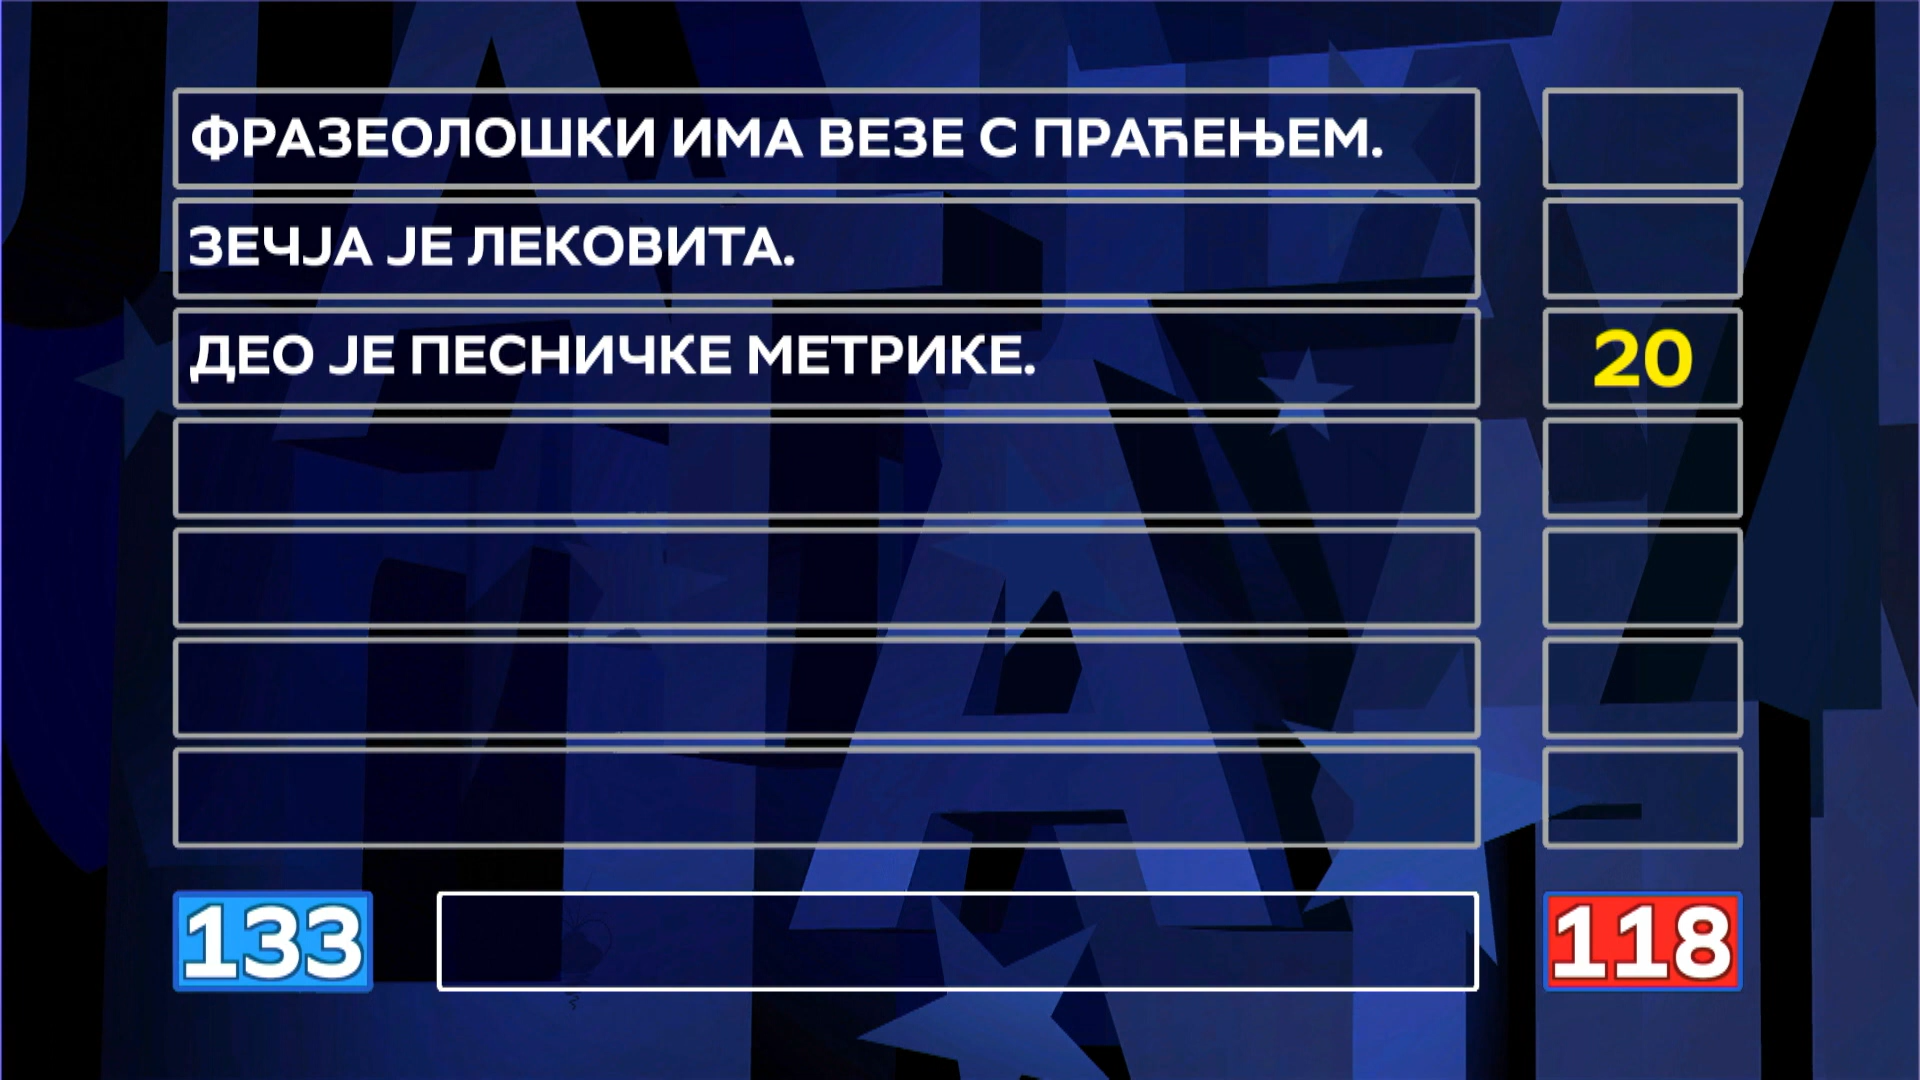 ФРАЗЕОЛОШКИ ИМА ВЕЗЕ С ПРАЋЕЊЕМ.
ЗЕЧЈА ЈЕ ЛЕКОВИТА.
ДЕО ЈЕ ПЕСНИЧКЕ МЕТРИКЕ.
20
133
118